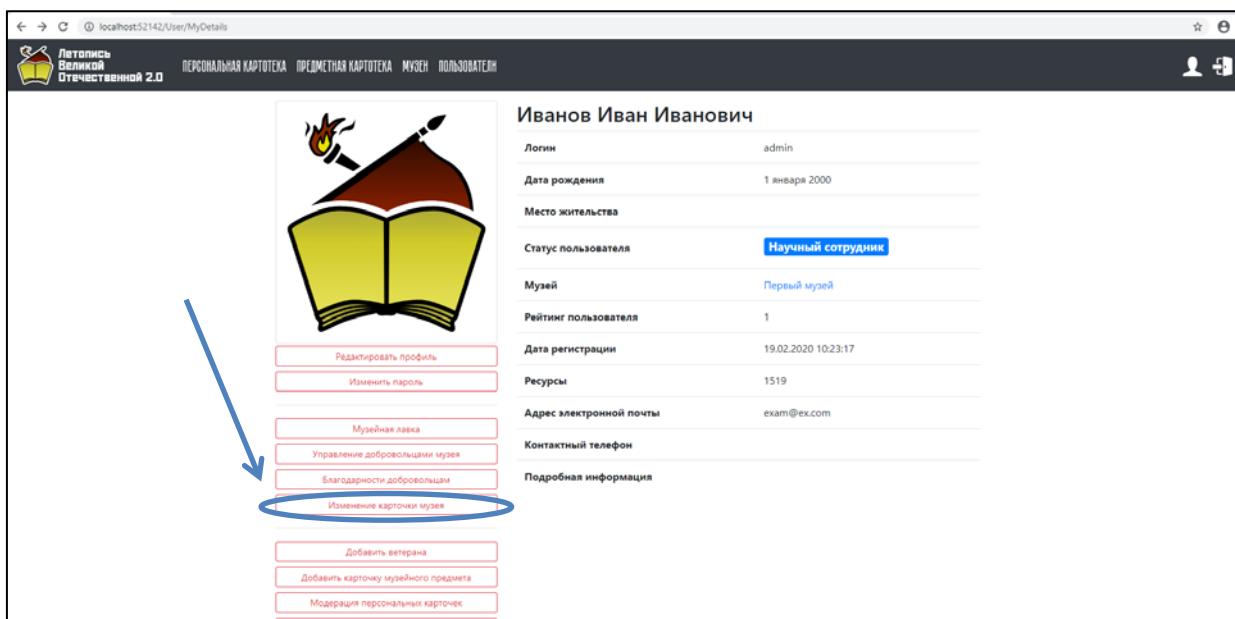 localhost:52142/User/MyDetails
Летопись
Великой
Отечественной 2.0
ПЕРСОНАЛЬНАЯ КАРТОТЕКА ПРЕДМЕТНАЯ КАРТОТЕКА МУЗЕИ ПОЛЬЗОВАТЕЛИ
Иванов Иван Иванович
Логин admin
Дата рождения 1 января 2000
Место жительства
Статус пользователя Научный сотрудник
Музей Первый музей
Рейтинг пользователя 1
Дата регистрации 19.02.2020 10:23:17
Ресурсы 1519
Адрес электронной почты exam@ex.com
Контактный телефон
Подробная информация
Редактировать профиль
Изменить пароль
Музейная лавка
Управление добровольцами музея
Благодарности добровольцам
Изменение карточки музея
Добавить ветерана
Добавить карточку музейного предмета
Модерация персональных карточек